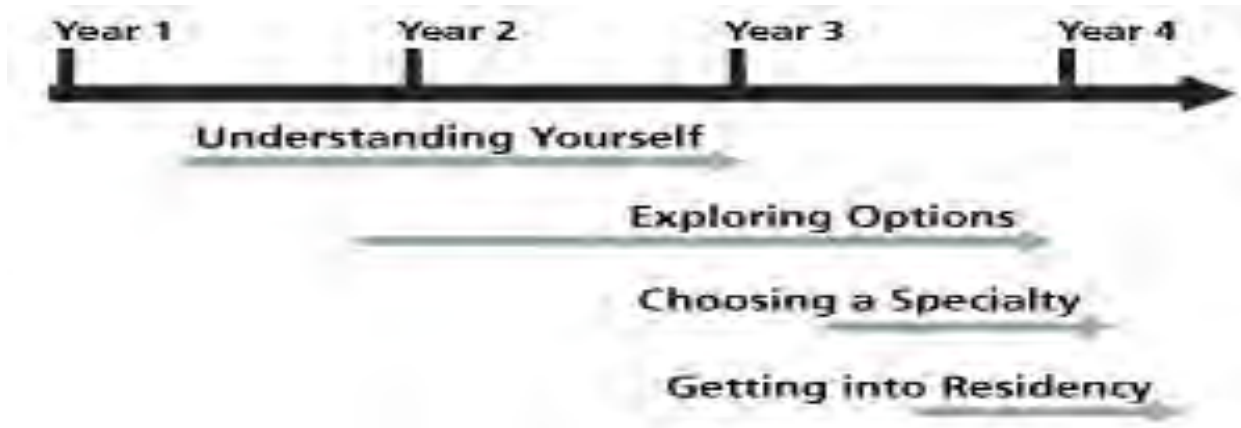 Year 1 Year 2 Year 3 Year 4
Understanding Yourself
Exploring Options
Choosing a Specialty
Getting into Residency